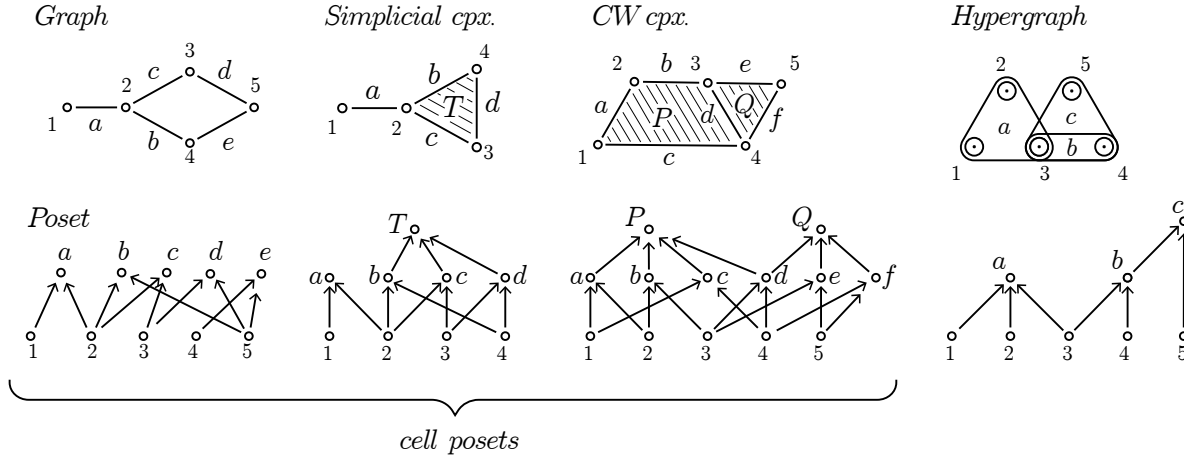 Graph Simplicial cpx. CW cpx. Hypergraph
1 a 2 c 3 d 5 b 4 e
1 a 2 b 4 T d c 3
2 b 3 e 5 a P d Q f 1 c 4
2 5 a c b 1 3 4
Poset
a b c d e
1 2 3 4 5
T
a b c d
1 2 3 4
P Q
a b c d e f
1 2 3 4 5
c
a b
1 2 3 4 5
cell posets